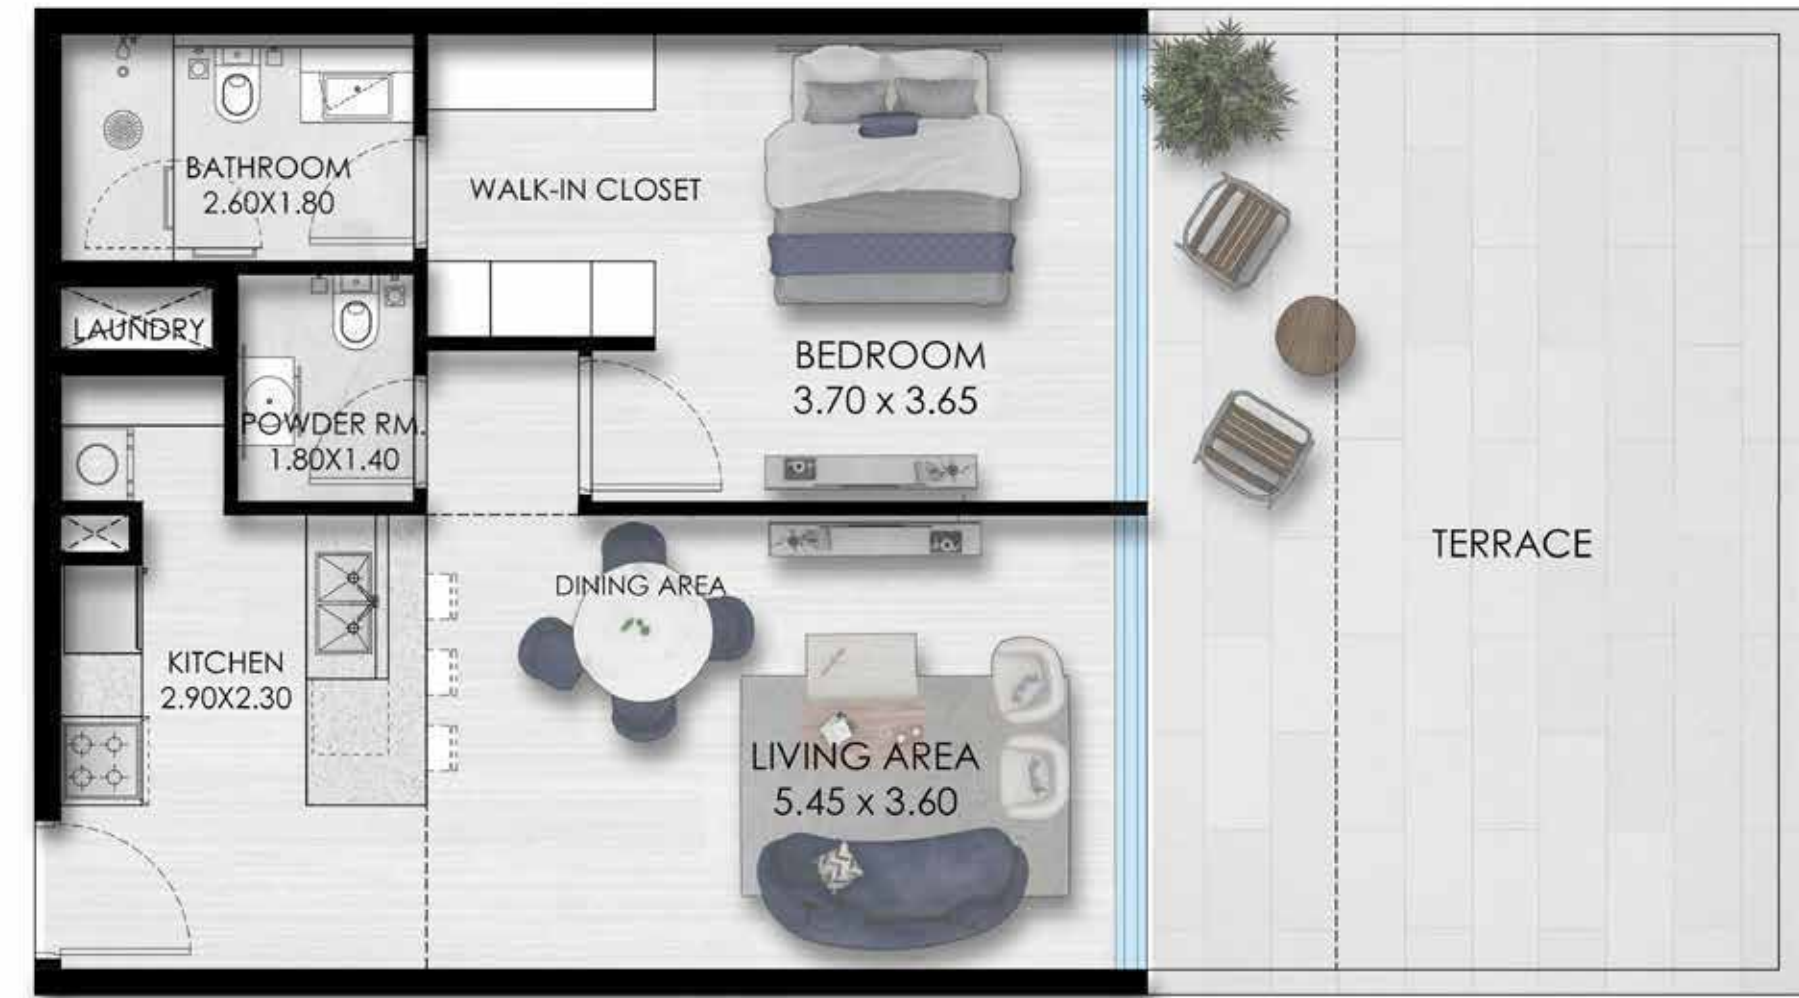 BATHROOM
2.60X1.80
WALK-IN CLOSET
LAUNDRY
POWDER RM.
1.80X1.40
BEDROOM
3.70 x 3.65
TERRACE
DINING AREA
KITCHEN
2.90X2.30
LIVING AREA
5.45 x 3.60